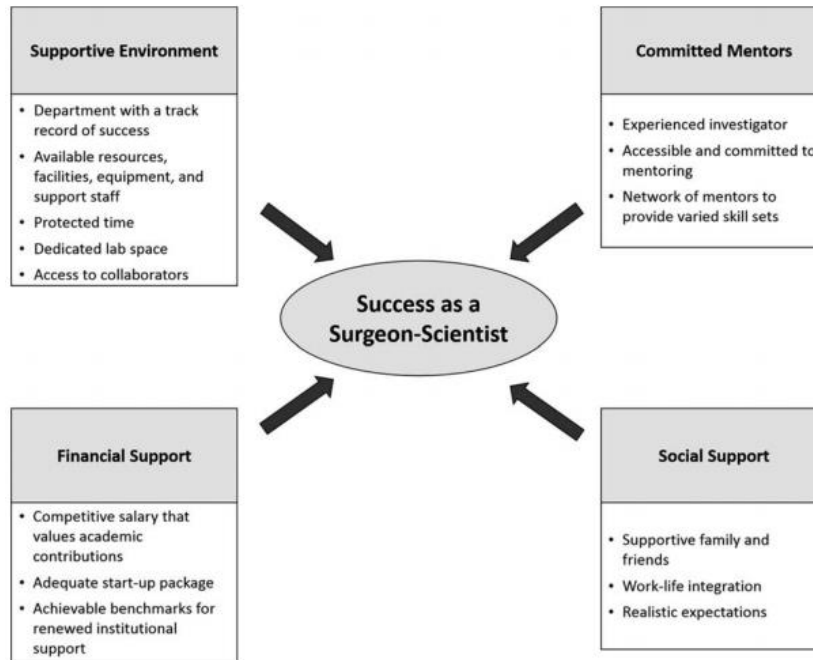 Supportive Environment
• Department with a track
record of success
• Available resources,
facilities, equipment, and
support staff
• Protected time
• Dedicated lab space
• Access to collaborators
Committed Mentors
• Experienced investigator
• Accessible and committed to
mentoring
• Network of mentors to
provide varied skill sets
Success as a
Surgeon-Scientist
Financial Support
• Competitive salary that
values academic
contributions
• Adequate start-up package
• Achievable benchmarks for
renewed institutional
support
Social Support
• Supportive family and
friends
• Work-life integration
• Realistic expectations